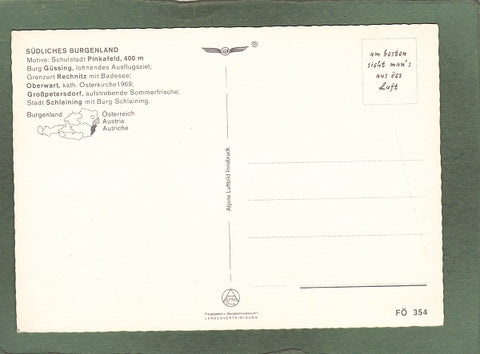 SÜDLICHES BURGENLAND
Motive: Schulstadt Pinkafeld, 400 m
Burg Güssing, lohnendes Ausflugsziel;
Grenzort Rechnitz mit Badesee;
Oberwart, kath. Osterkirche 1969;
Großpetersdorf, aufstrebende Sommerfrische;
Stadt Schlaining mit Burg Schlaining.
Burgenland
Österreich
Austria
Autriche
Alpine Luftbild Innsbruck
am besten
sieht man's
aus der
Luft
LANDESVERTEIDIGUNG
FÖ 354